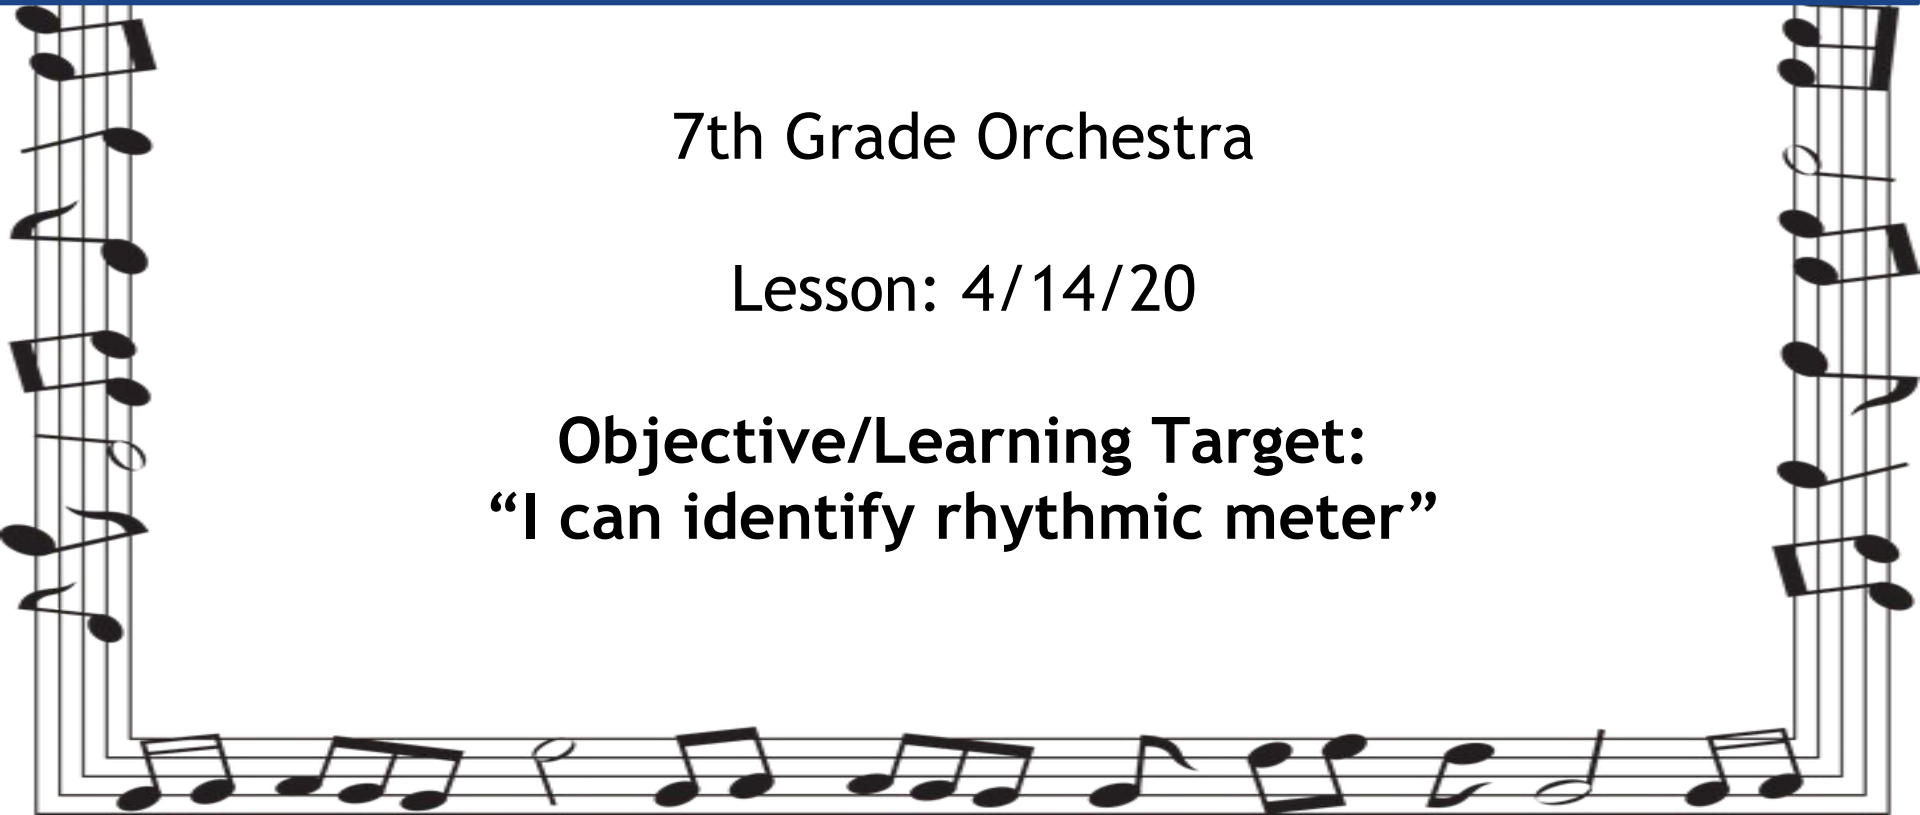 7th Grade Orchestra
Lesson: 4/14/20
Objective/Learning Target:
“I can identify rhythmic meter”